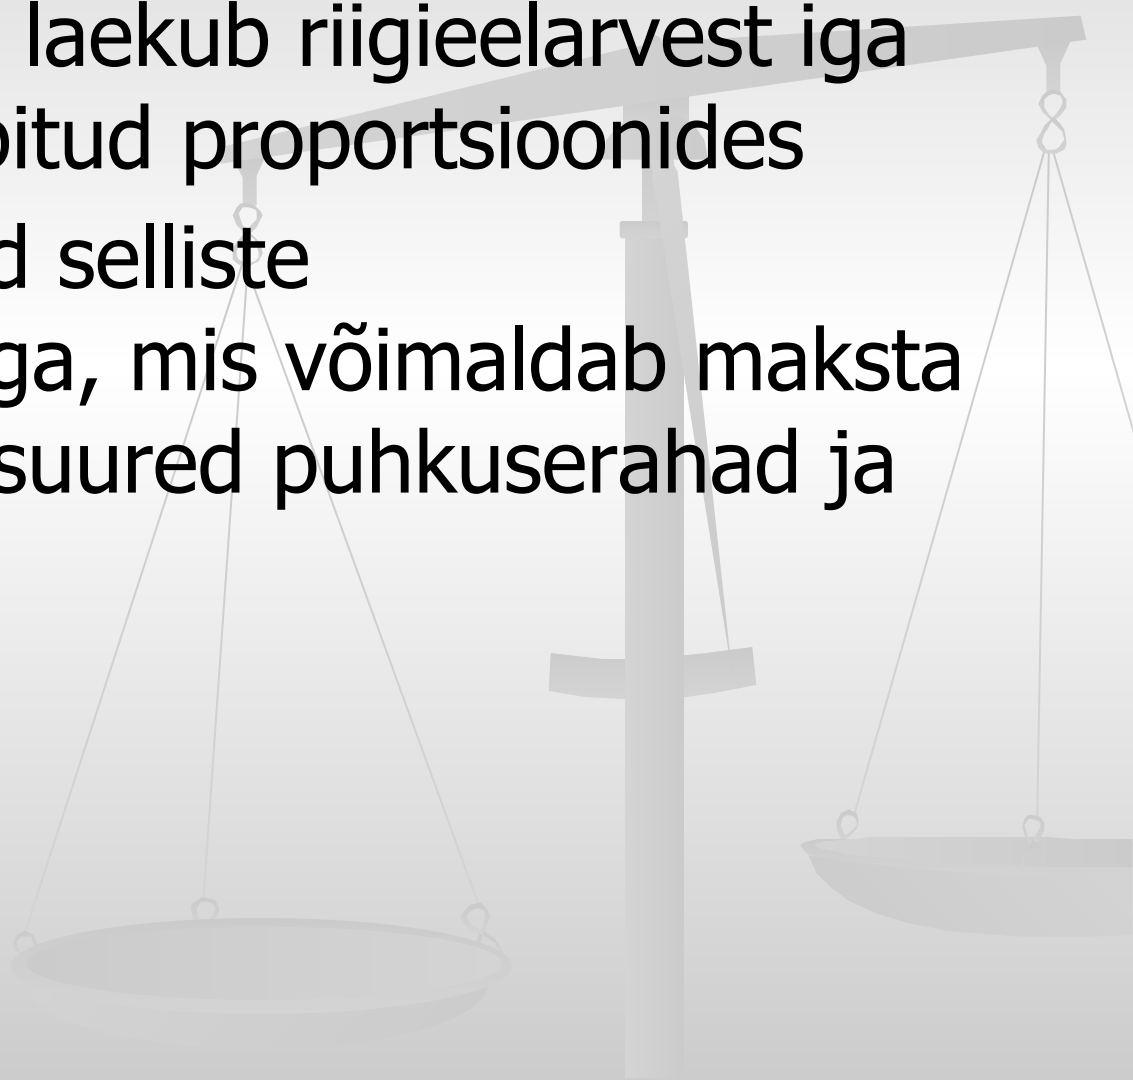 laekub riigieelarvest iga
pitud proportsioonides
d selliste
ga, mis võimaldab maksta
suured puhkuserahad ja